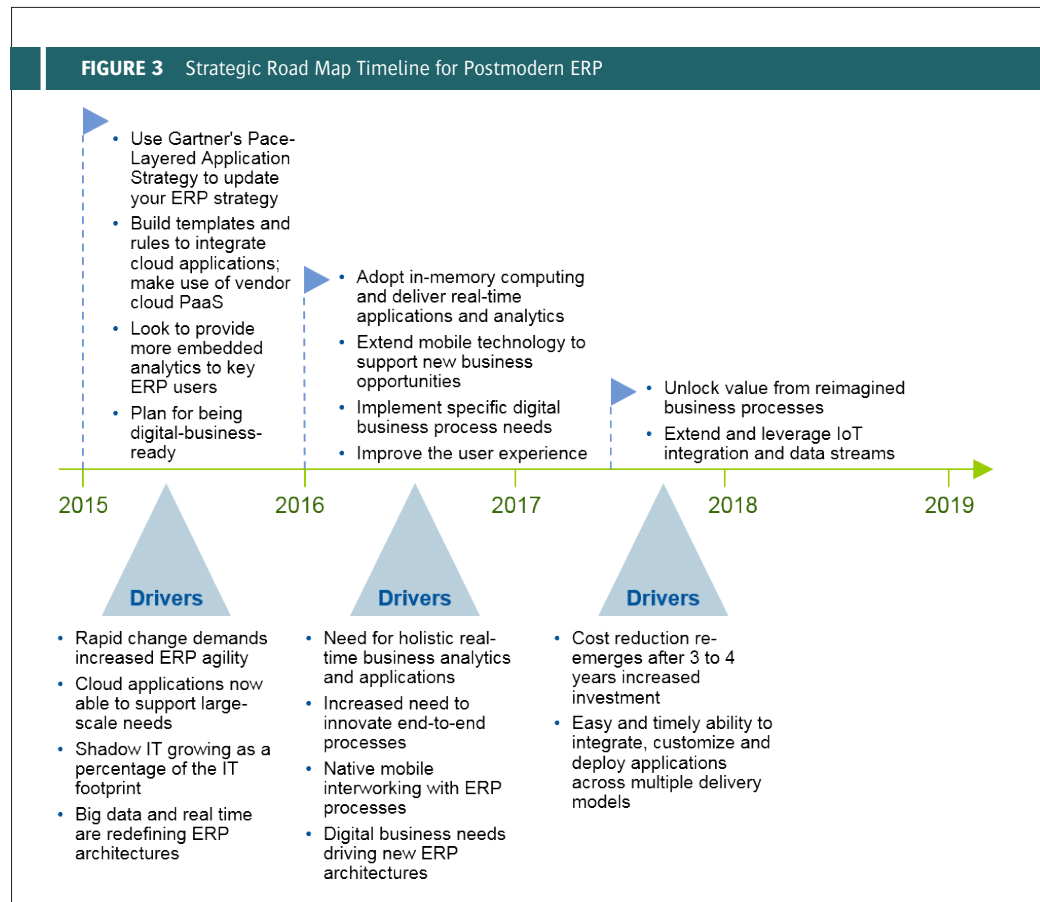 FIGURE 3 Strategic Road Map Timeline for Postmodern ERP
• Use Gartner's Pace-
Layered Application
Strategy to update
your ERP strategy
• Build templates and
rules to integrate
cloud applications;
make use of vendor
cloud PaaS
• Look to provide
more embedded
analytics to key
ERP users
• Plan for being
digital-business-
ready
• Adopt in-memory computing
and deliver real-time
applications and analytics
• Extend mobile technology to
support new business
opportunities
• Implement specific digital
business process needs
• Improve the user experience
• Unlock value from reimagined
business processes
• Extend and leverage IoT
integration and data streams
2015 2016 2017 2018 2019
Drivers
• Rapid change demands
increased ERP agility
• Cloud applications now
able to support large-
scale needs
• Shadow IT growing as a
percentage of the IT
footprint
• Big data and real time
are redefining ERP
architectures
Drivers
• Need for holistic real-
time business analytics
and applications
• Increased need to
innovate end-to-end
processes
• Native mobile
interworking with ERP
processes
• Digital business needs
driving new ERP
architectures
Drivers
• Cost reduction re-
emerges after 3 to 4
years increased
investment
• Easy and timely ability to
integrate, customize and
deploy applications
across multiple delivery
models